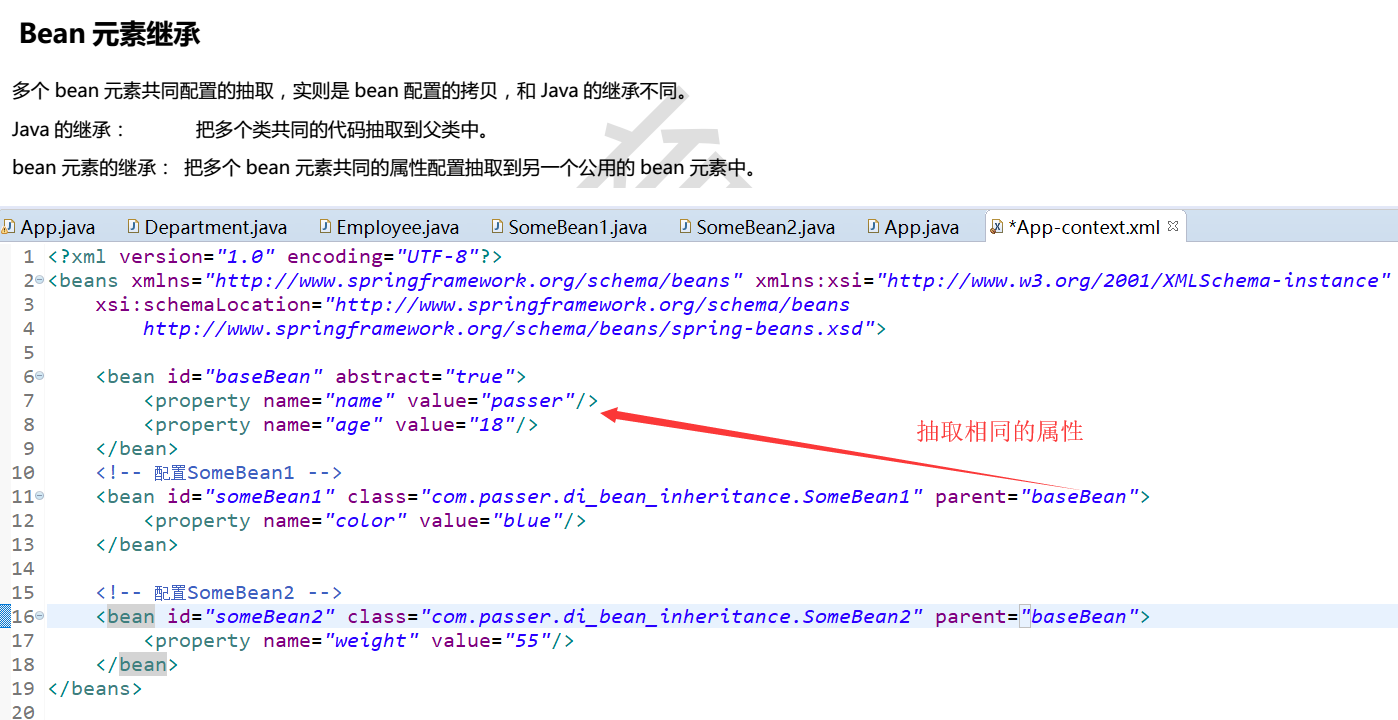 Bean 元素继承
多个 bean 元素共同配置的抽取，实则是 bean 配置的拷贝，和 Java 的继承不同。
Java 的继承： 把多个类共同的代码抽取到父类中。
bean 元素的继承： 把多个 bean 元素共同的属性配置抽取到另一个公用的 bean 元素中。
App.java Department.java Employee.java SomeBean1.java SomeBean2.java App.java *App-context.xml
1 <?xml version="1.0" encoding="UTF-8"?>
2 <beans xmlns="http://www.springframework.org/schema/beans" xmlns:xsi="http://www.w3.org/2001/XMLSchema-instance"
3 xsi:schemaLocation="http://www.springframework.org/schema/beans
4 http://www.springframework.org/schema/beans/spring-beans.xsd">
5
6 <bean id="baseBean" abstract="true">
7 <property name="name" value="passer"/>
8 <property name="age" value="18"/>
抽取相同的属性
9 </bean>
10 <!-- 配置SomeBean1 -->
11 <bean id="someBean1" class="com.passer.di_bean_inheritance.SomeBean1" parent="baseBean">
12 <property name="color" value="blue"/>
13 </bean>
14
15 <!-- 配置SomeBean2 -->
16 <bean id="someBean2" class="com.passer.di_bean_inheritance.SomeBean2" parent="baseBean">
17 <property name="weight" value="55"/>
18 </bean>
19 </beans>
20